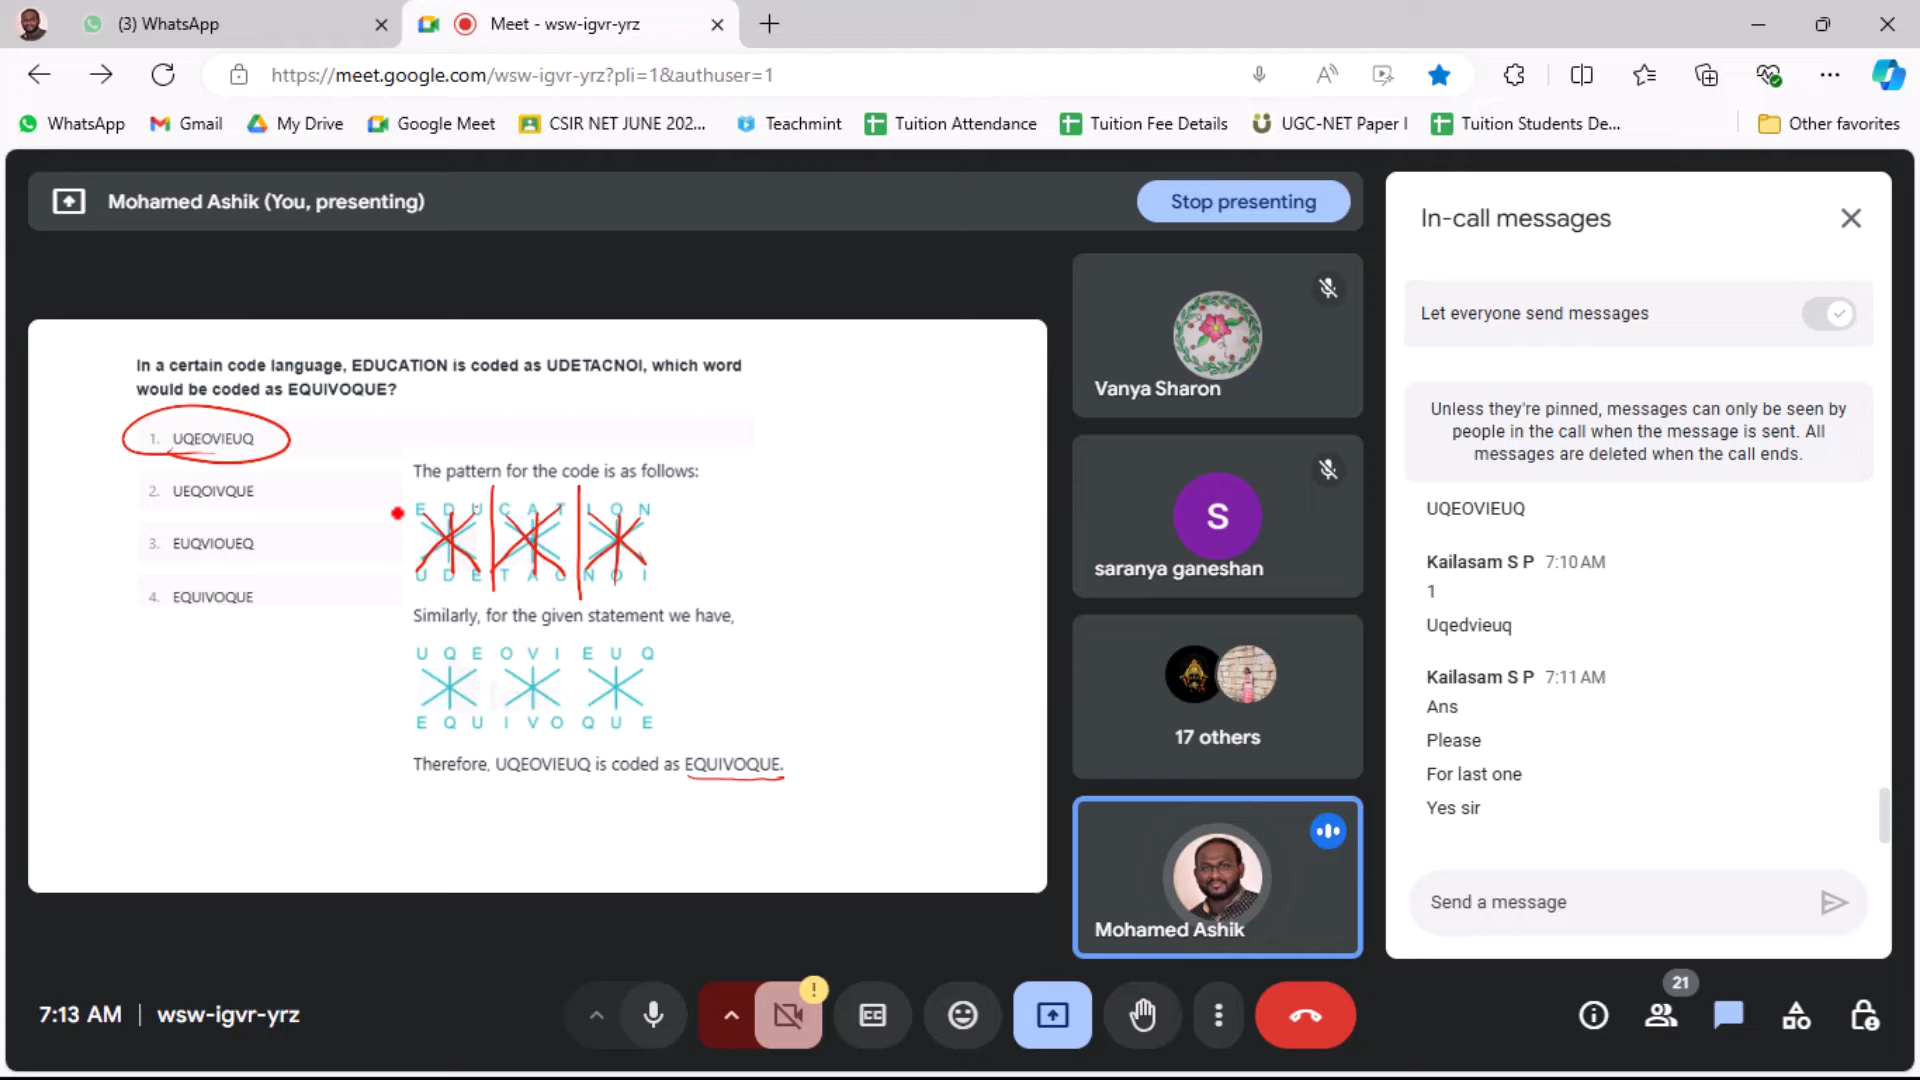 (3) WhatsApp
Meet - wsw-igvr-yrz
https://meet.google.com/wsw-igvr-yrz?pli=1&authuser=1
WhatsApp Gmail My Drive Google Meet CSIR NET JUNE 202... Teachmint Tuition Attendance Tuition Fee Details UGC-NET Paper I Tuition Students De... Other favorites
Mohamed Ashik (You, presenting)
Stop presenting
In a certain code language, EDUCATION is coded as UDETACNOI, which word
would be coded as EQUIVOQUE?
1. UQEOVIEUQ
2. UEQOIVQUE
3. EUQVIOUEQ
4. EQUIVOQUE
The pattern for the code is as follows:
E D U C A T I O N
U D E T A C N O I
Similarly, for the given statement we have,
U Q E O V I E U Q
E Q U I V O Q U E
Therefore, UQEOVIEUQ is coded as EQUIVOQUE.
Vanya Sharon
S
saranya ganeshan
17 others
Mohamed Ashik
In-call messages
Let everyone send messages
Unless they're pinned, messages can only be seen by
people in the call when the message is sent. All
messages are deleted when the call ends.
UQEOVIEUQ
Kailasam S P 7:10 AM
1
Uqedvieuq
Kailasam S P 7:11 AM
Ans
Please
For last one
Yes sir
Send a message
7:13 AM | wsw-igvr-yrz
!
21